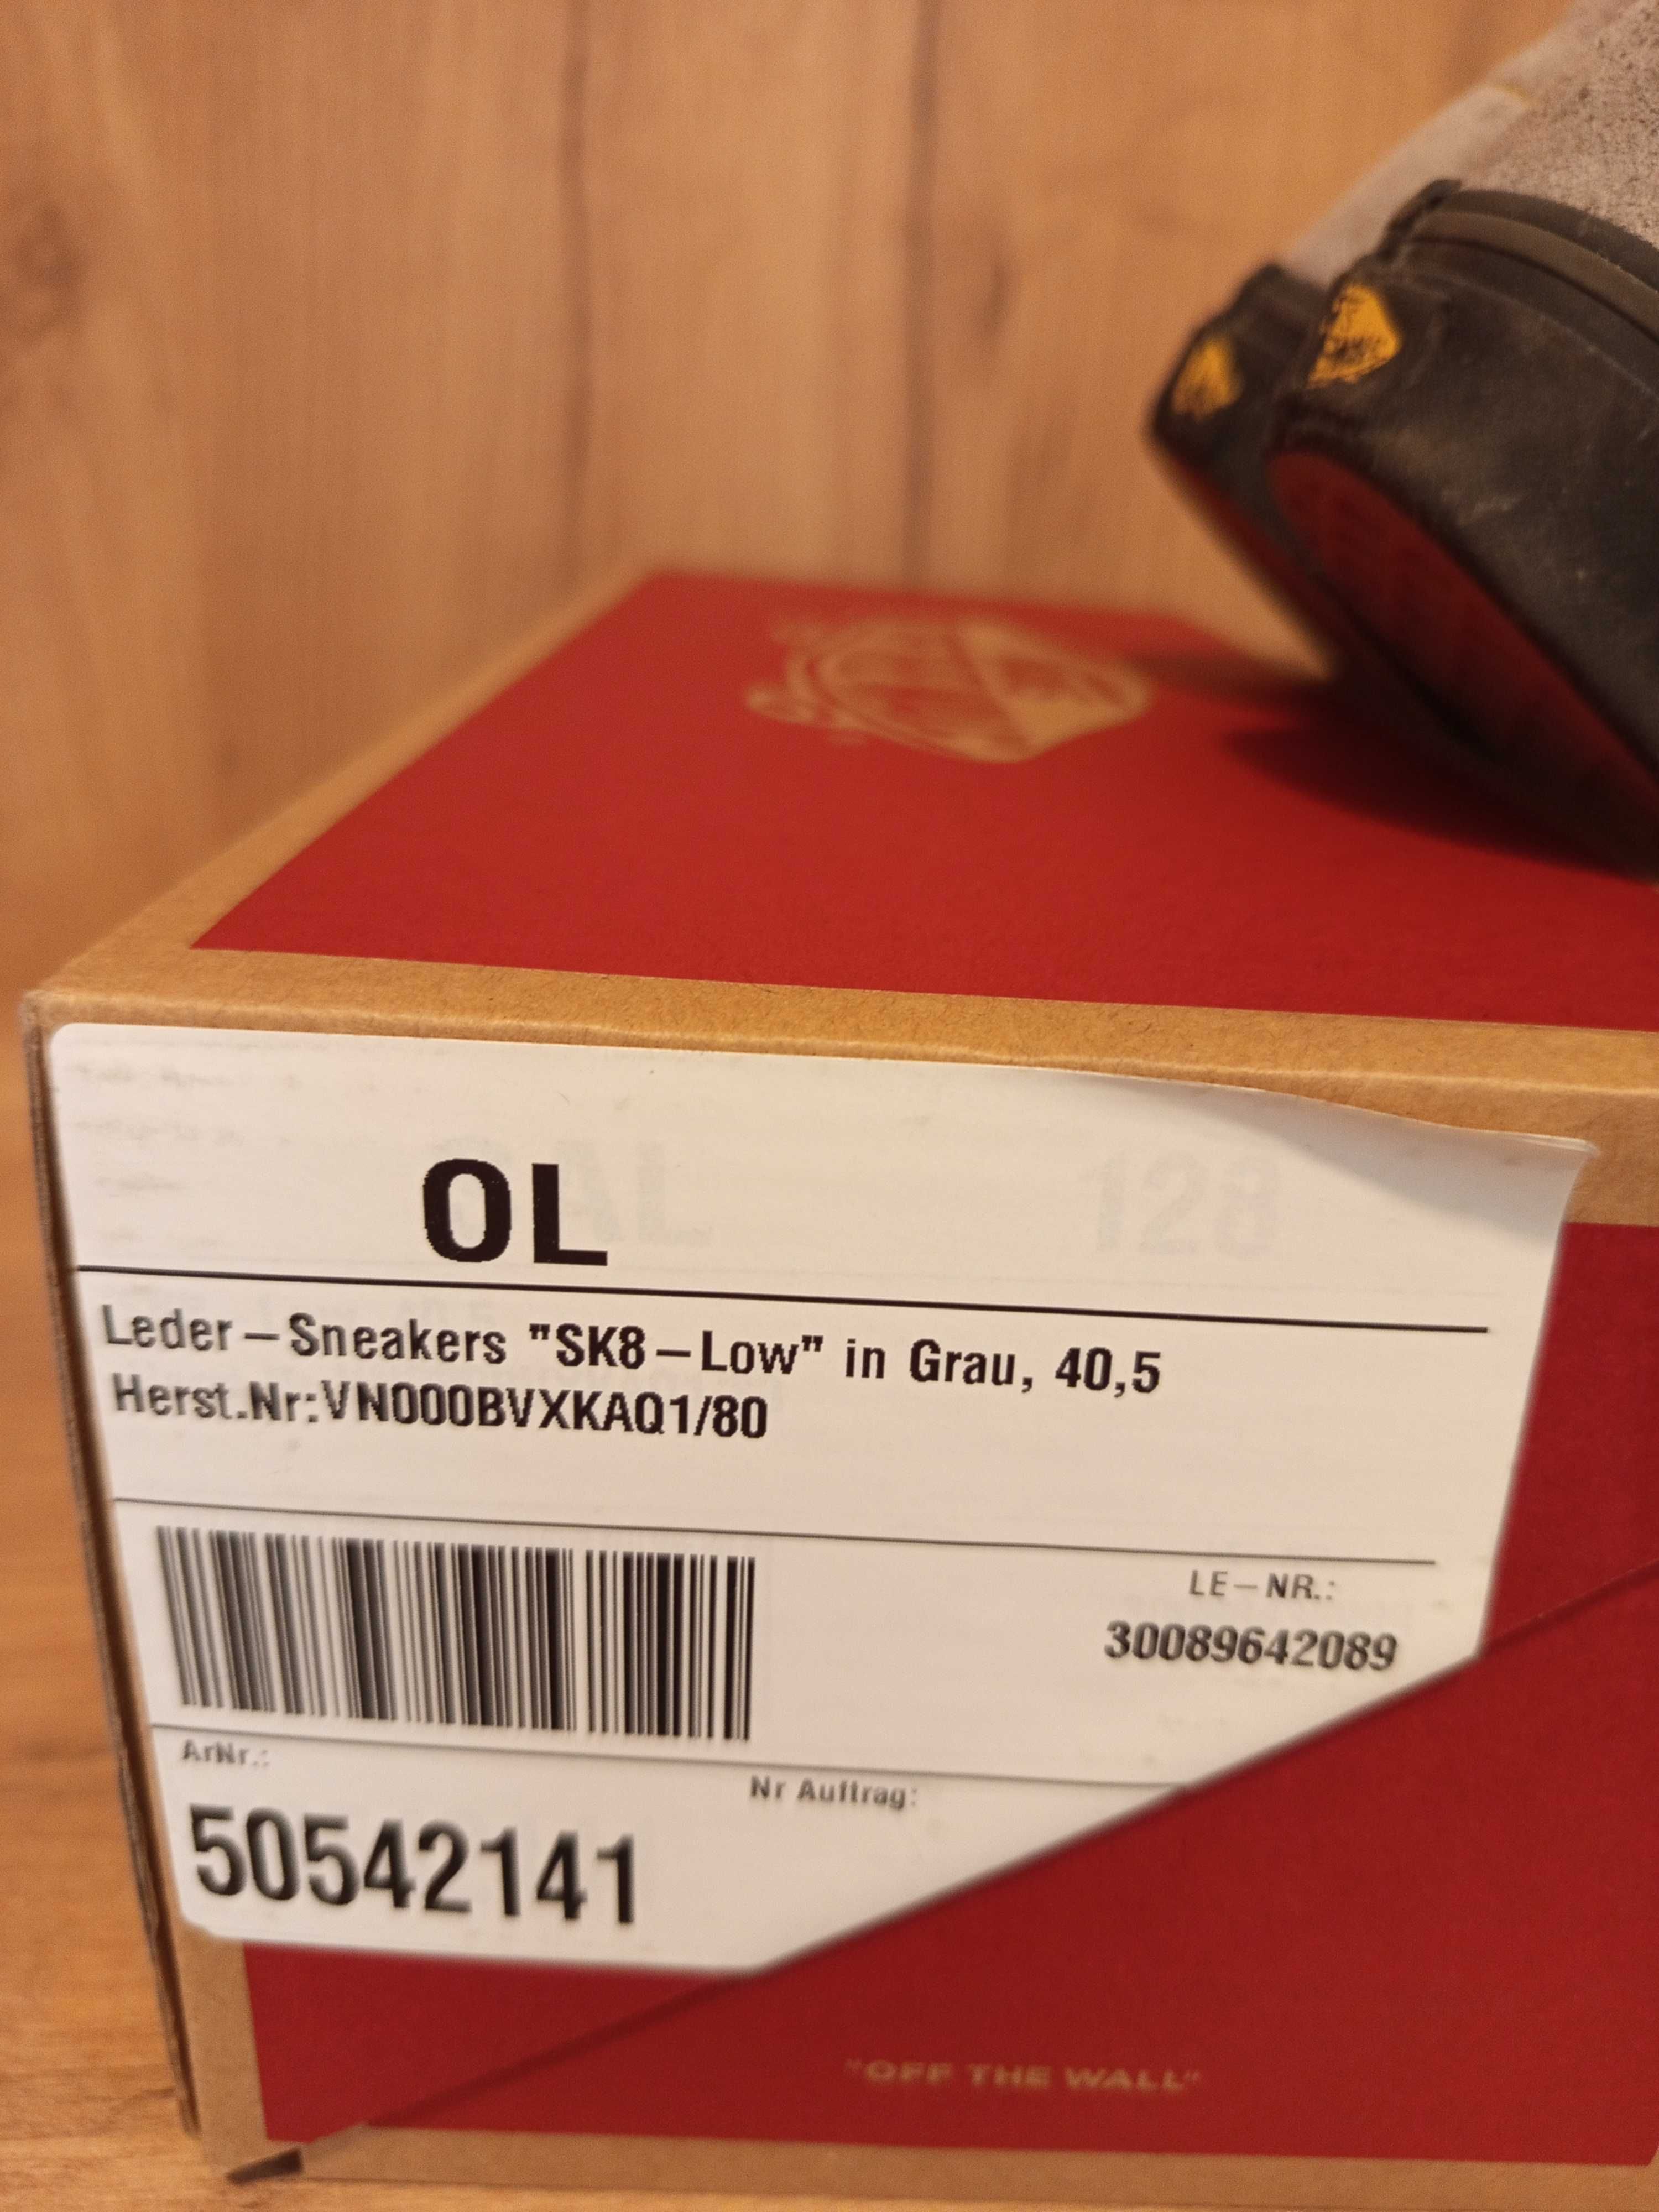 OL
Leder-Sneakers "SK8-Low" in Grau, 40,5
Herst.Nr:VN000BVXKAQ1/80
LE-NR.:
30089642089
ArNr.:
Nr Auftrag:
50542141
"OFF THE WALL"